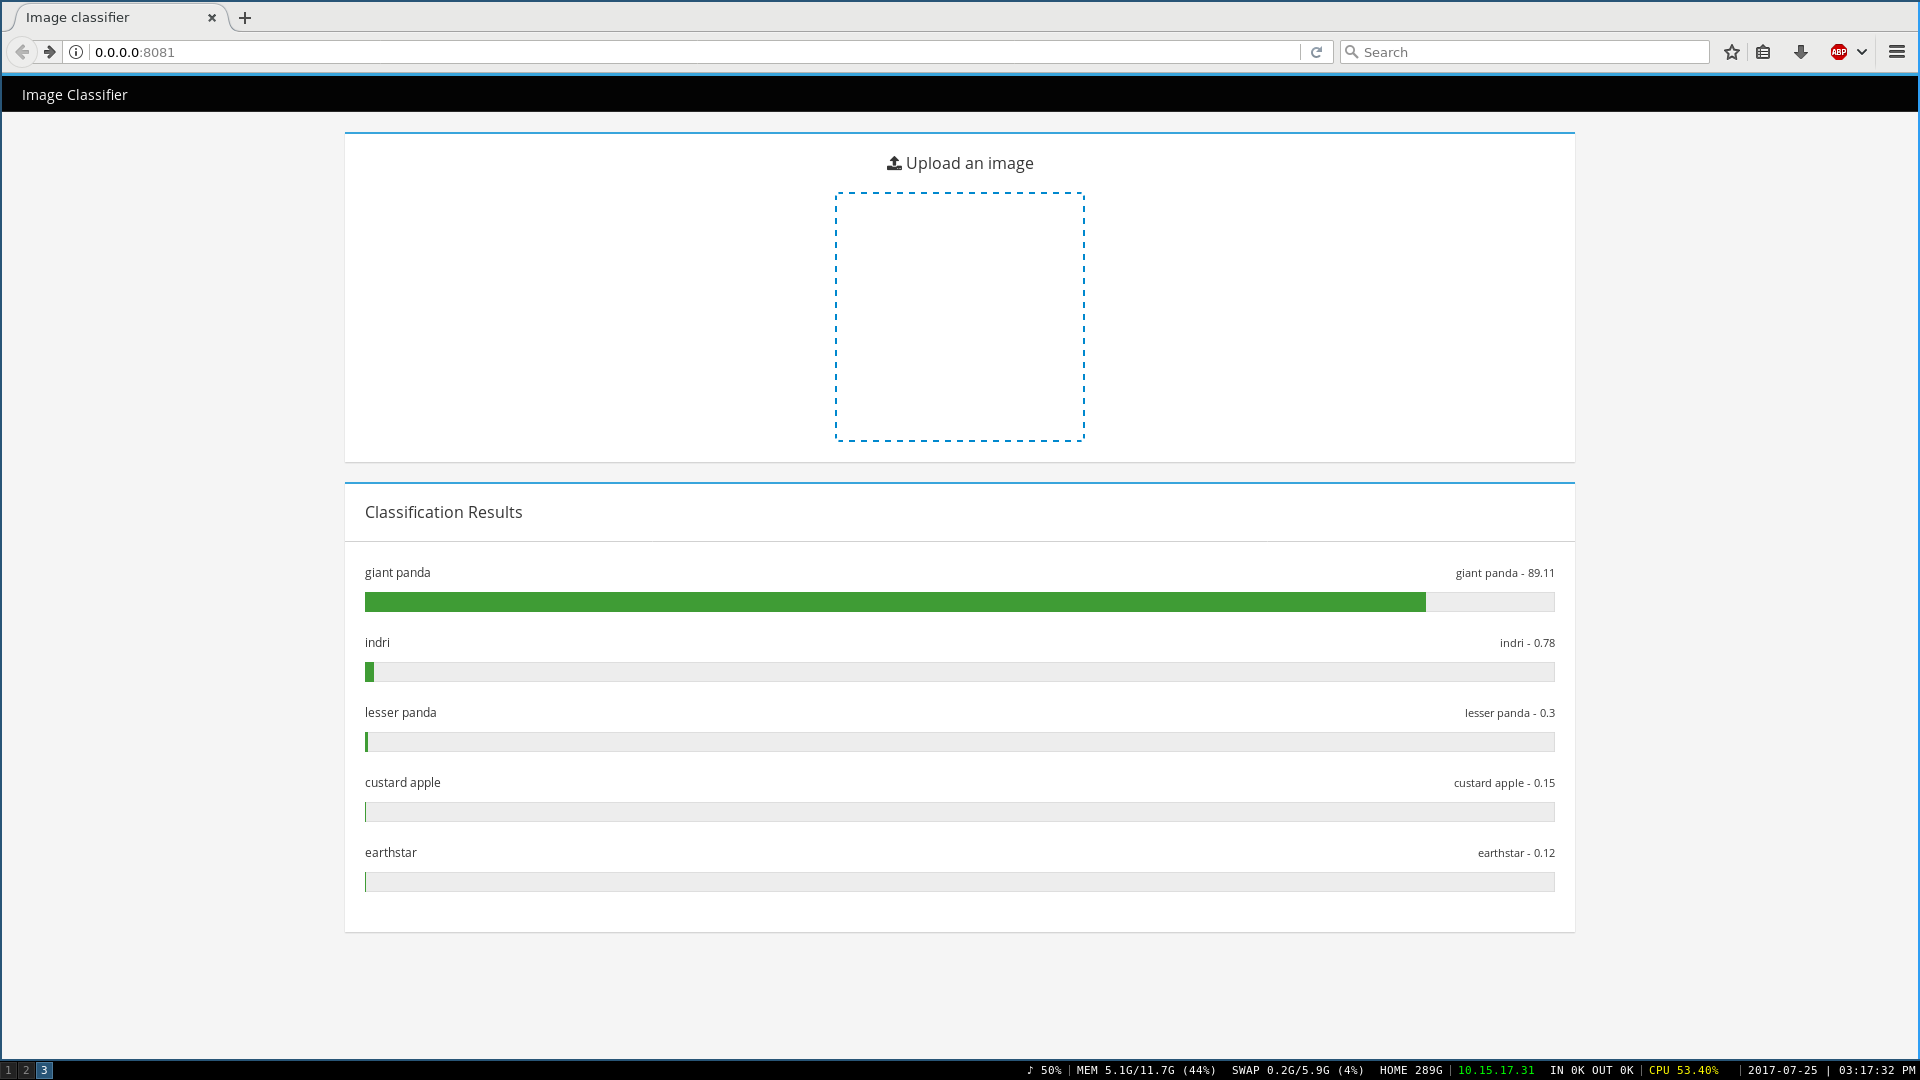 Image classifier
0.0.0.0:8081
Search
ABP
Image Classifier
Upload an image
Classification Results
giant panda
giant panda - 89.11
indri
indri - 0.78
lesser panda
lesser panda - 0.3
custard apple
custard apple - 0.15
earthstar
earthstar - 0.12
1 2 3
♪ 50% | MEM 5.1G/11.7G (44%) SWAP 0.2G/5.9G (4%) HOME 289G | 10.15.17.31 IN 0K OUT 0K | CPU 53.40% | 2017-07-25 | 03:17:32 PM